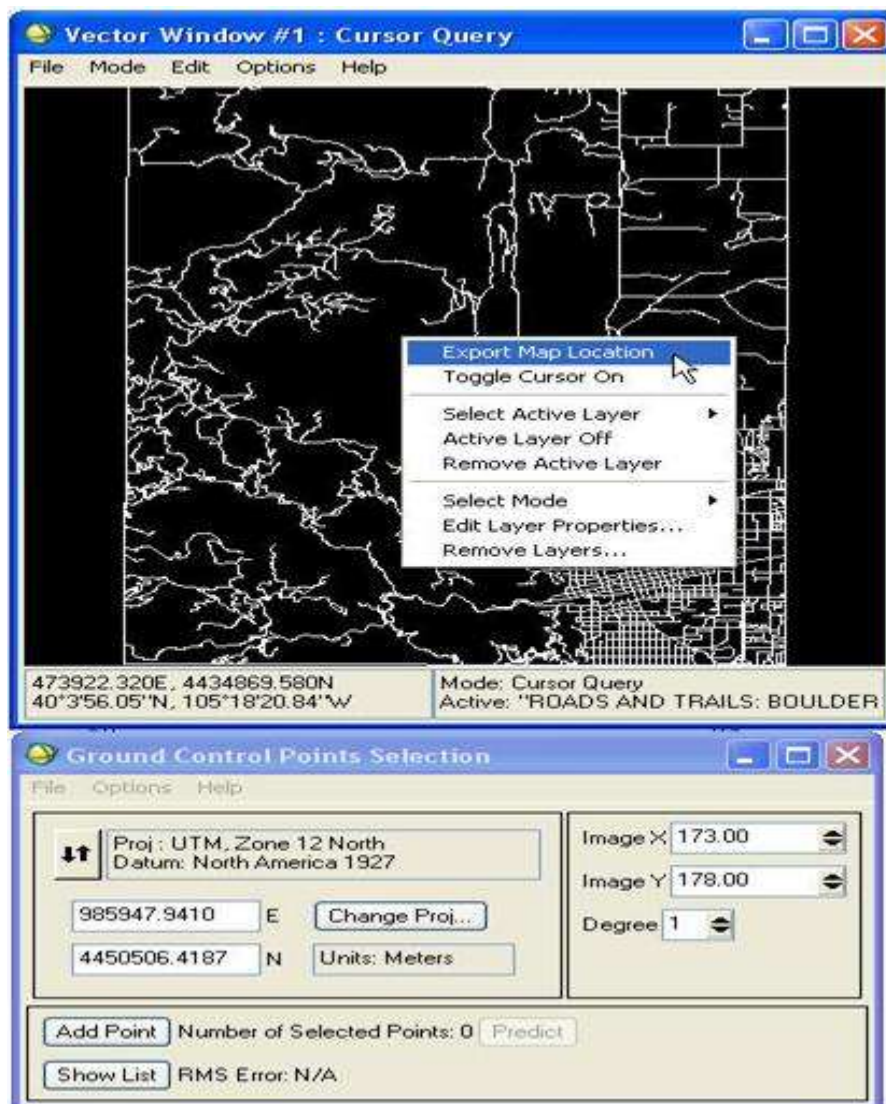 Vector Window #1 : Cursor Query
File Mode Edit Options Help
Export Map Location
Toggle Cursor On
Select Active Layer
Active Layer Off
Remove Active Layer
Select Mode
Edit Layer Properties...
Remove Layers...
473922.320E, 4434869.580N
40°3'56.05"N, 105°18'20.84"W
Mode: Cursor Query
Active: "ROADS AND TRAILS: BOULDER
Ground Control Points Selection
File Options Help
Proj : UTM, Zone 12 North
Datum: North America 1927
985947.9410 E Change Proj...
4450506.4187 N Units: Meters
Image X 173.00
Image Y 178.00
Degree 1
Add Point Number of Selected Points: 0 Predict
Show List RMS Error: N/A